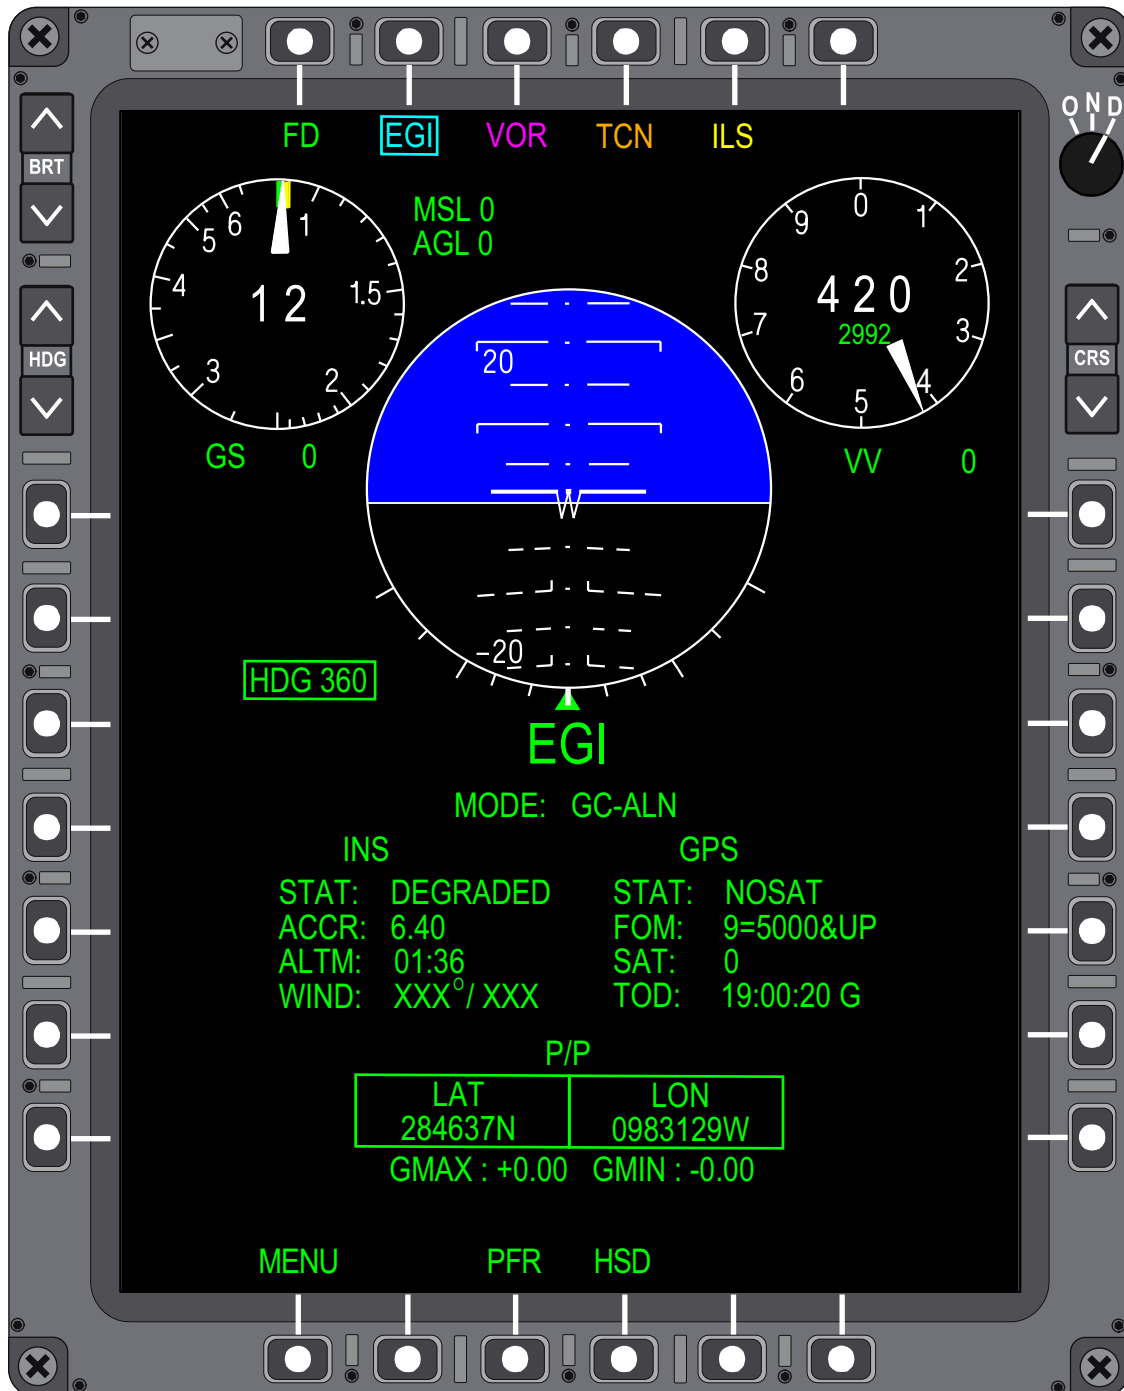 O N D
FD EGI VOR TCN ILS
BRT
MSL 0
AGL 0
6 1
5
4 1.5
12
3 2
0
9 1
8 2
420
2992
7 3
6 4
5
HDG
CRS
20
GS 0
VV 0
-20
HDG 360
EGI
MODE: GC-ALN
INS GPS
STAT: DEGRADED STAT: NOSAT
ACCR: 6.40 FOM: 9=5000&UP
ALTM: 01:36 SAT: 0
WIND: XXX°/ XXX TOD: 19:00:20 G
P/P
LAT LON
284637N 0983129W
GMAX : +0.00 GMIN : -0.00
MENU PFR HSD